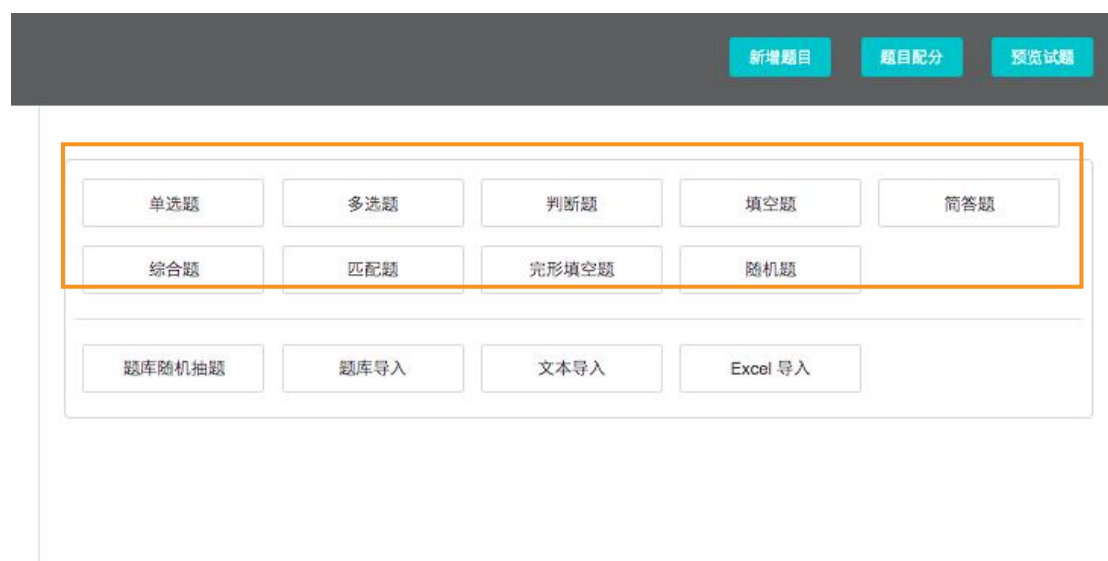 新增题目 题目配分 预览试题
单选题 多选题 判断题 填空题 简答题
综合题 匹配题 完形填空题 随机题
题库随机抽题 题库导入 文本导入 Excel 导入